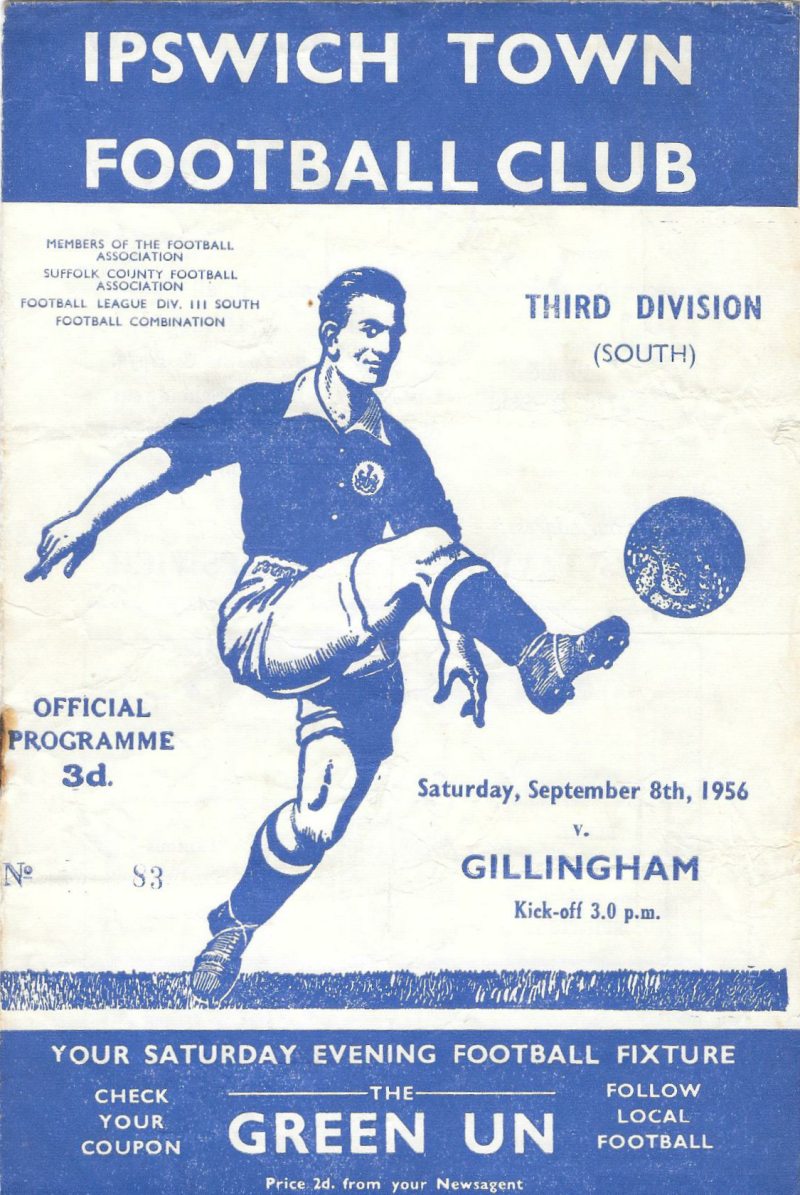 IPSWICH TOWN
FOOTBALL CLUB
MEMBERS OF THE FOOTBALL
ASSOCIATION
SUFFOLK COUNTY FOOTBALL
ASSOCIATION
FOOTBALL LEAGUE DIV. III SOUTH
FOOTBALL COMBINATION
THIRD DIVISION
(SOUTH)
OFFICIAL
PROGRAMME
3d.
Saturday, September 8th, 1956
v.
GILLINGHAM
Kick-off 3.0 p.m.
Nº 83
YOUR SATURDAY EVENING FOOTBALL FIXTURE
CHECK
YOUR
COUPON
THE
GREEN UN
FOLLOW
LOCAL
FOOTBALL
Price 2d. from your Newsagent